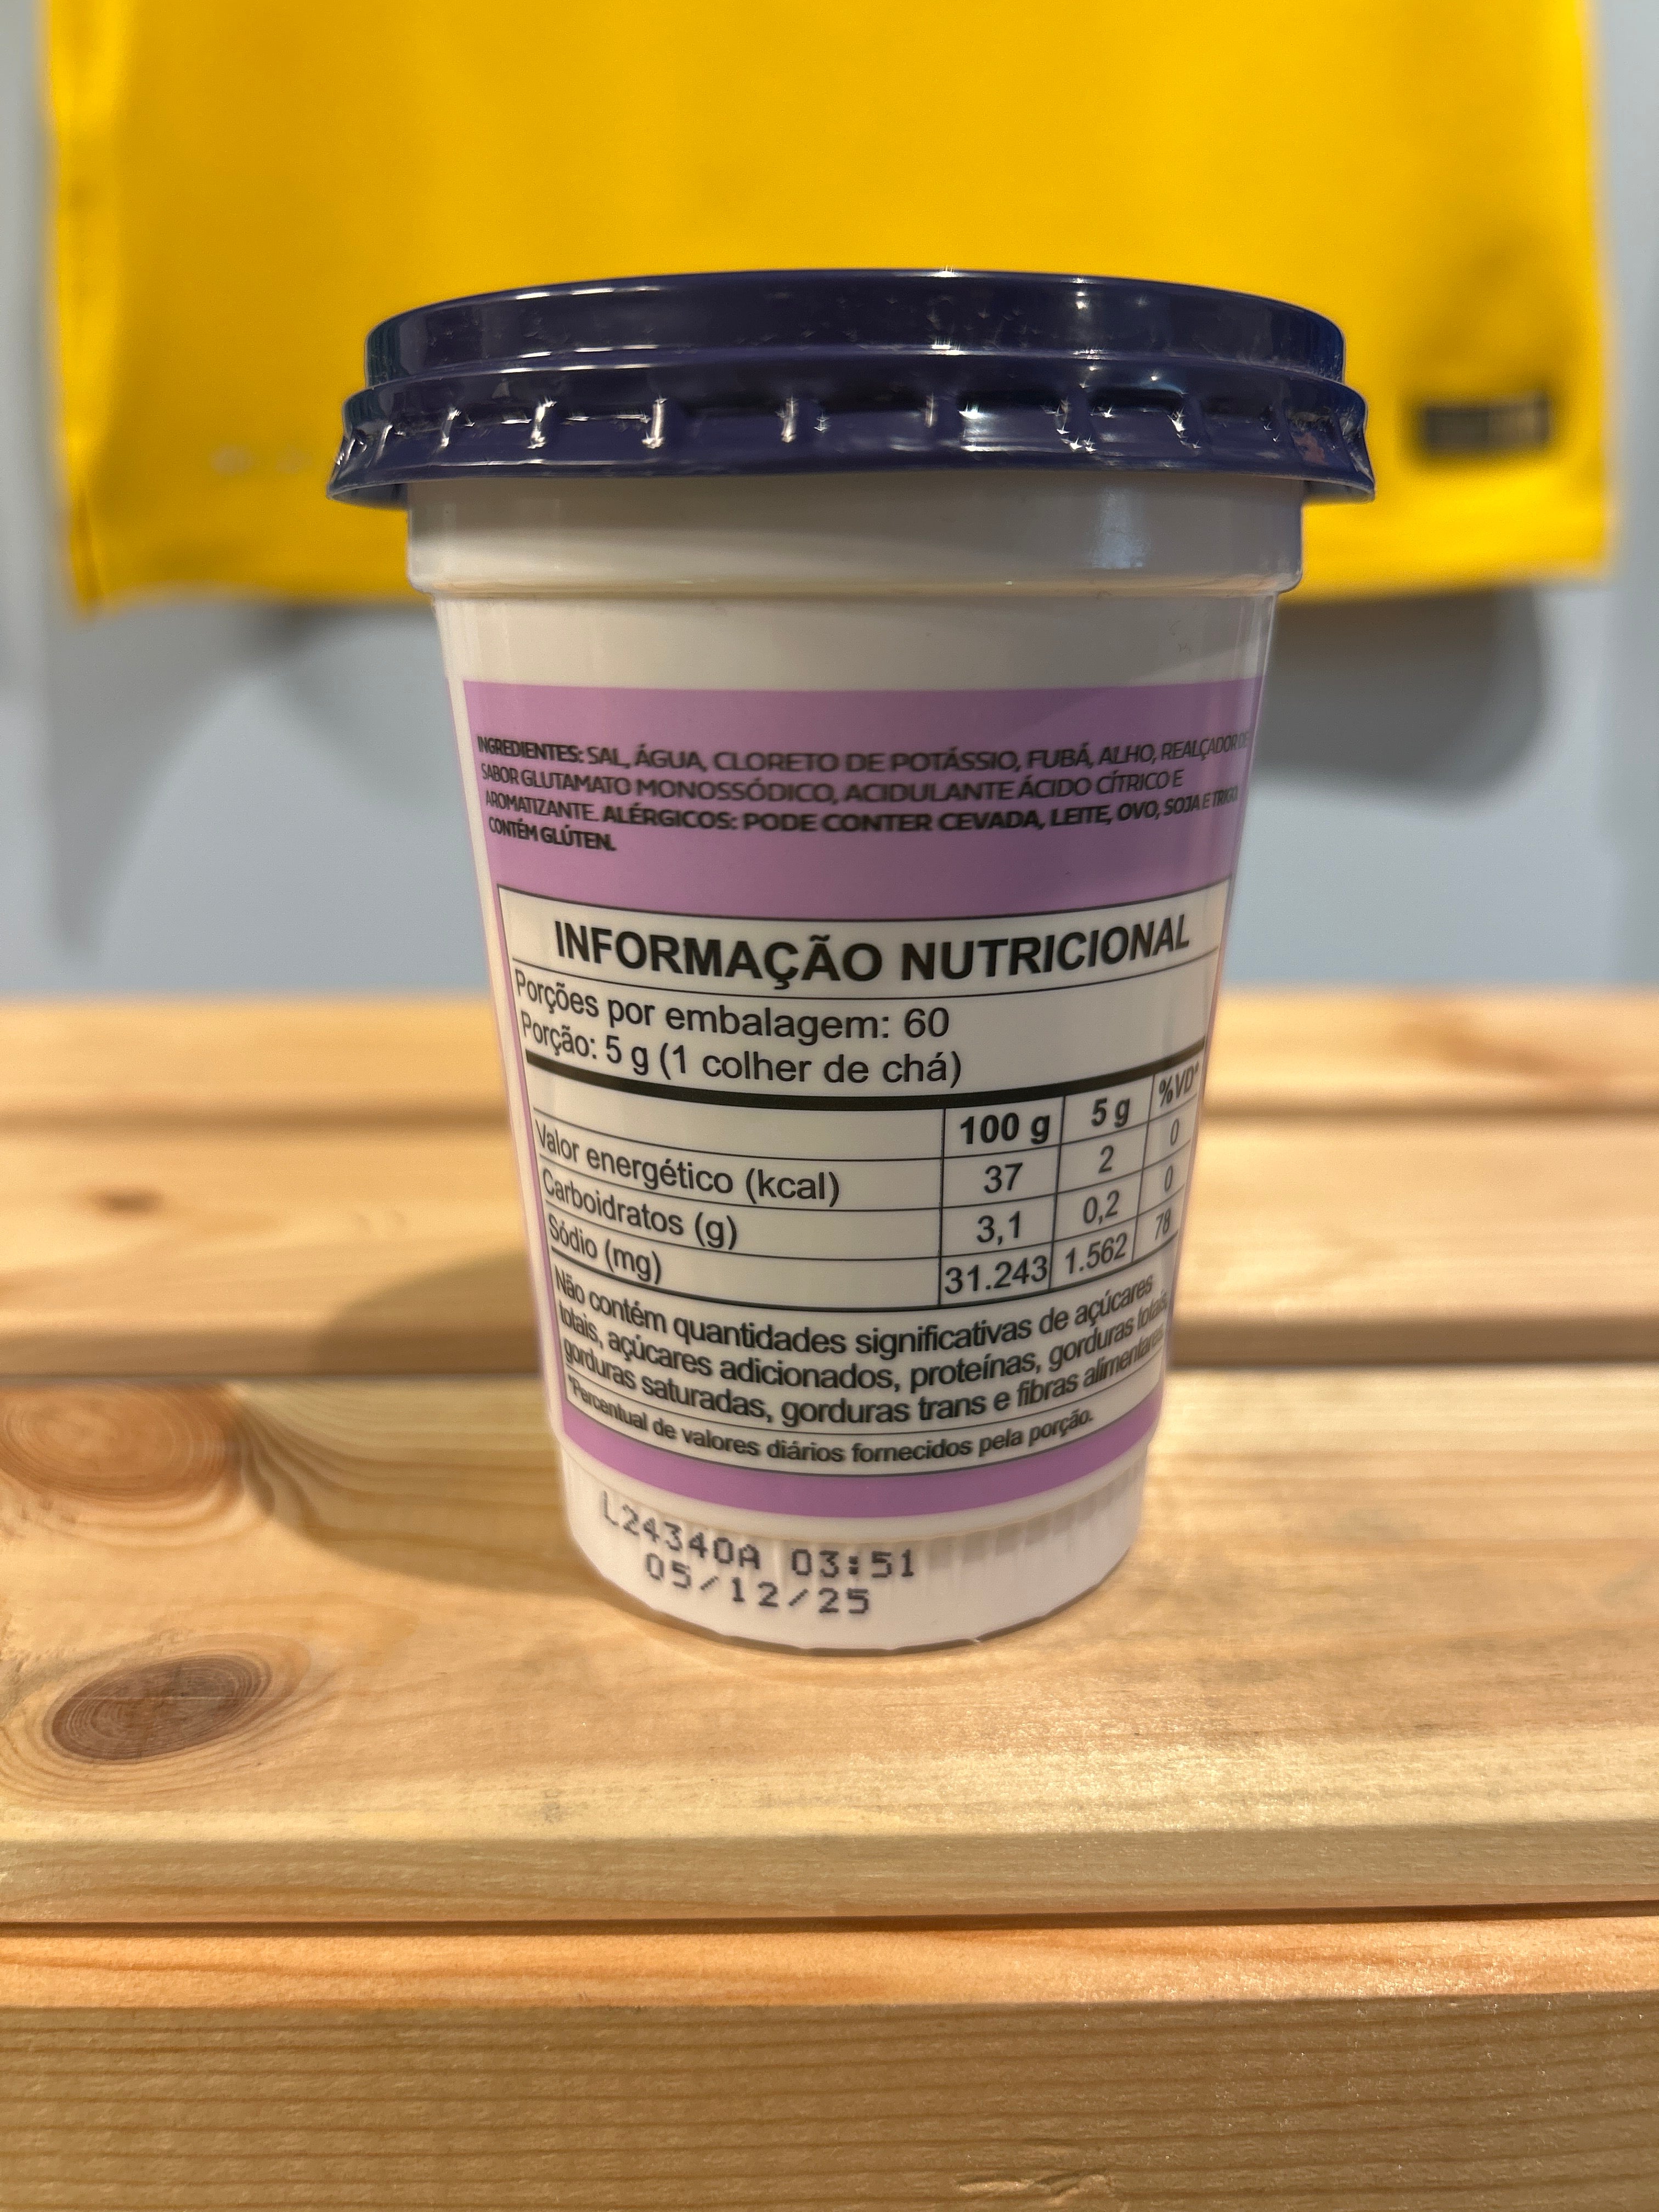 INGREDIENTES: SAL, ÁGUA, CLORETO DE POTÁSSIO, FUBÁ, ALHO, REALÇADOR DE
SABOR GLUTAMATO MONOSSÓDICO, ACIDULANTE ÁCIDO CÍTRICO E
AROMATIZANTE. ALÉRGICOS: PODE CONTER CEVADA, LEITE, OVO, SOJA E TRIGO.
CONTÉM GLÚTEN.
INFORMAÇÃO NUTRICIONAL
Porções por embalagem: 60
Porção: 5 g (1 colher de chá)
100 g 5 g %VD*
Valor energético (kcal) 37 2 0
Carboidratos (g) 3,1 0,2 0
Sódio (mg) 31.243 1.562 78
Não contém quantidades significativas de açúcares
totais, açúcares adicionados, proteínas, gorduras totais,
gorduras saturadas, gorduras trans e fibras alimentares
*Percentual de valores diários fornecidos pela porção.
L24340A 03:51
05/12/25